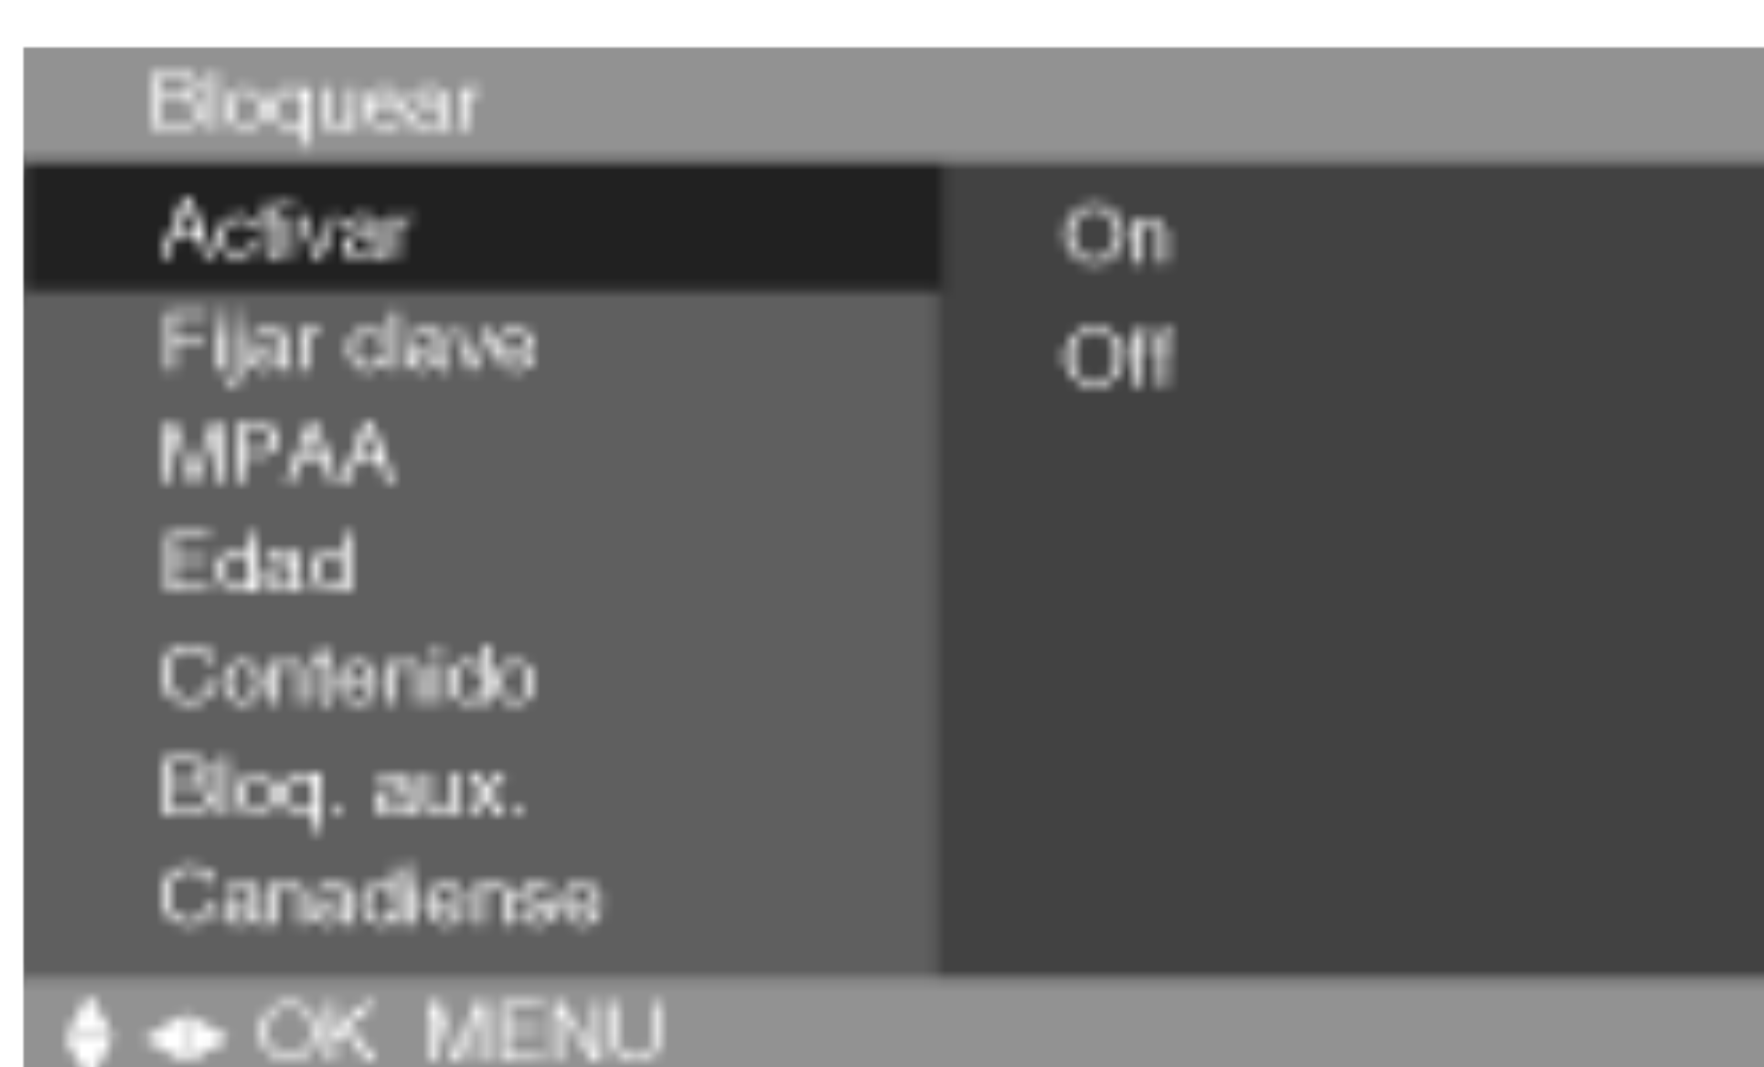 Bloquear
Activar
On
Fijar clave
Off
MPAA
Edad
Contenido
Bloq. aux.
Canadiense
OK MENU